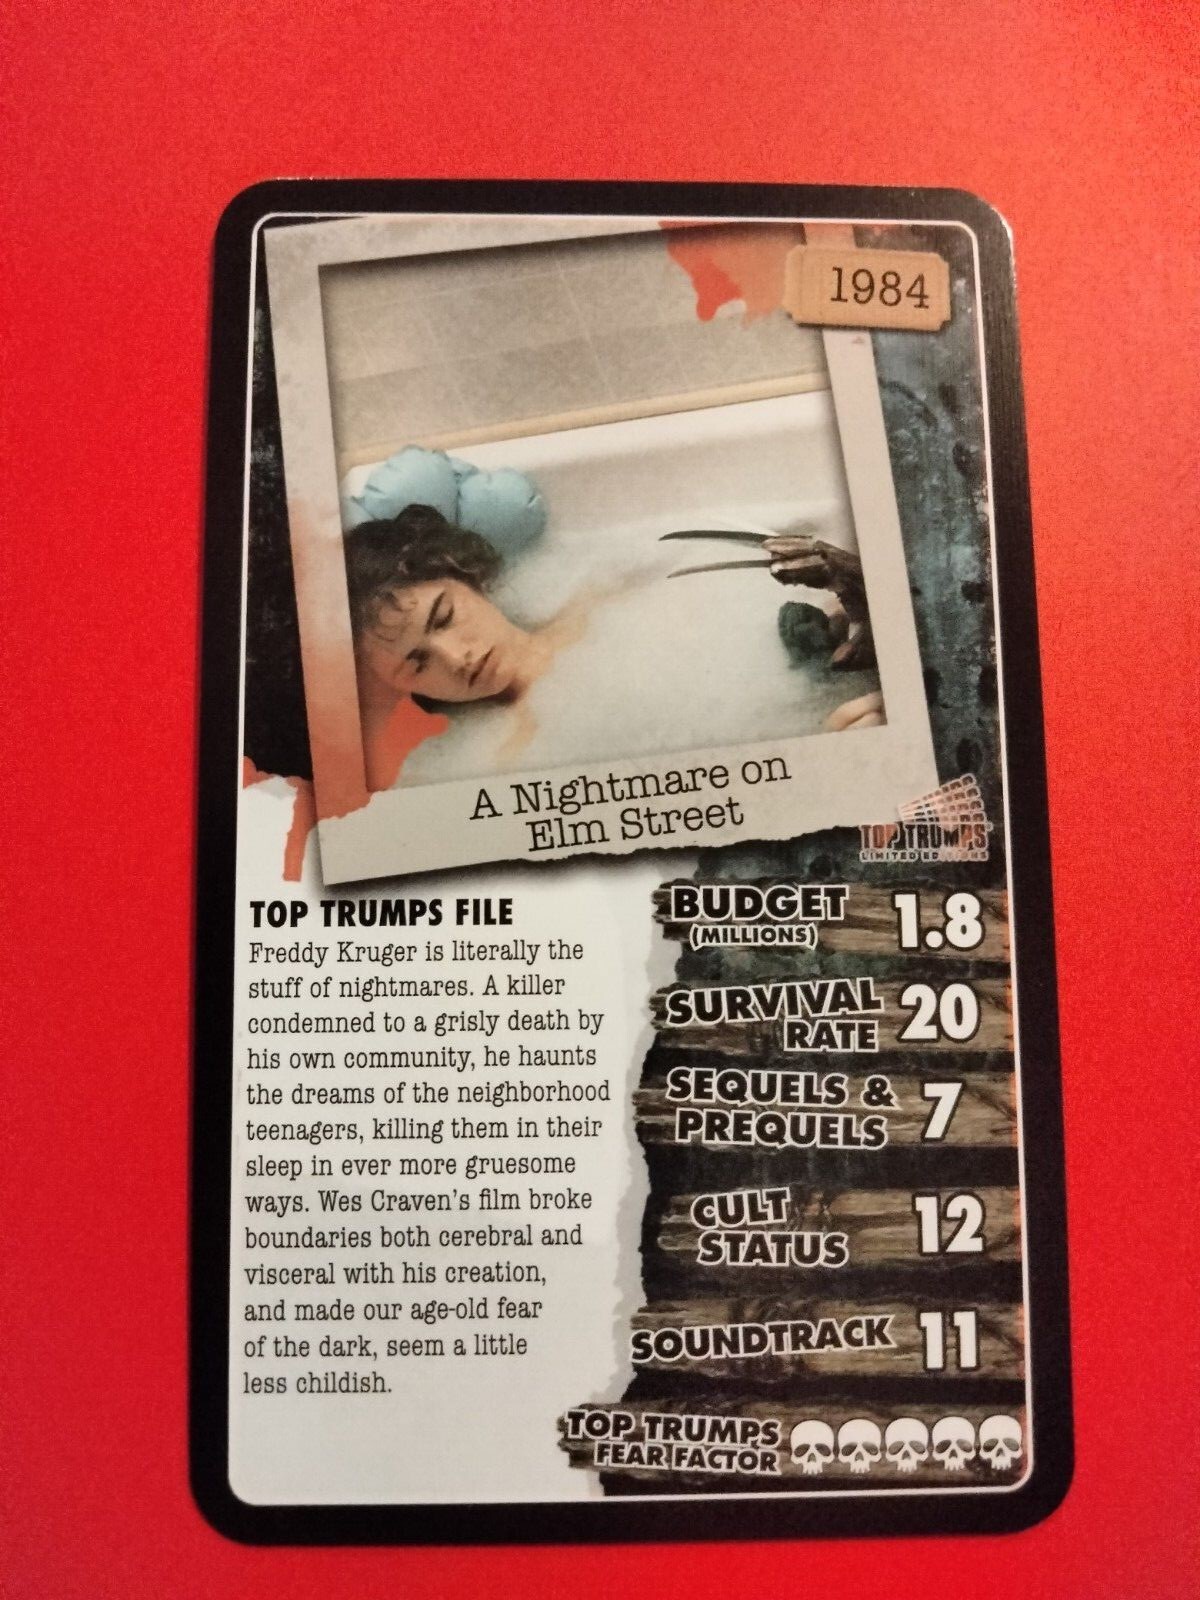 1984
A Nightmare on
Elm Street
TOP TRUMPS
LIMITED EDITIONS
TOP TRUMPS FILE
Freddy Kruger is literally the
stuff of nightmares. A killer
condemned to a grisly death by
his own community, he haunts
the dreams of the neighborhood
teenagers, killing them in their
sleep in ever more gruesome
ways. Wes Craven's film broke
boundaries both cerebral and
visceral with his creation,
and made our age-old fear
of the dark, seem a little
less childish.
BUDGET 1.8
(MILLIONS)
SURVIVAL
RATE 20
SEQUELS &
PREQUELS 7
CULT
STATUS 12
SOUNDTRACK 11
TOP TRUMPS
FEAR FACTOR